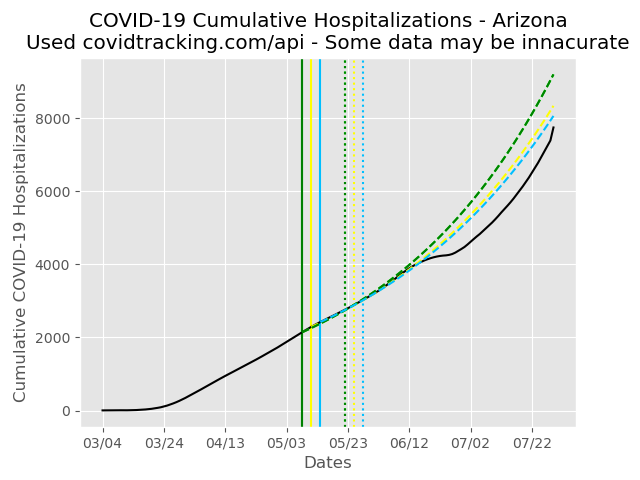 COVID-19 Cumulative Hospitalizations - Arizona
Used covidtracking.com/api - Some data may be innacurate
Cumulative COVID-19 Hospitalizations
8000
6000
4000
2000
0
03/04 03/24 04/13 05/03 05/23 06/12 07/02 07/22
Dates